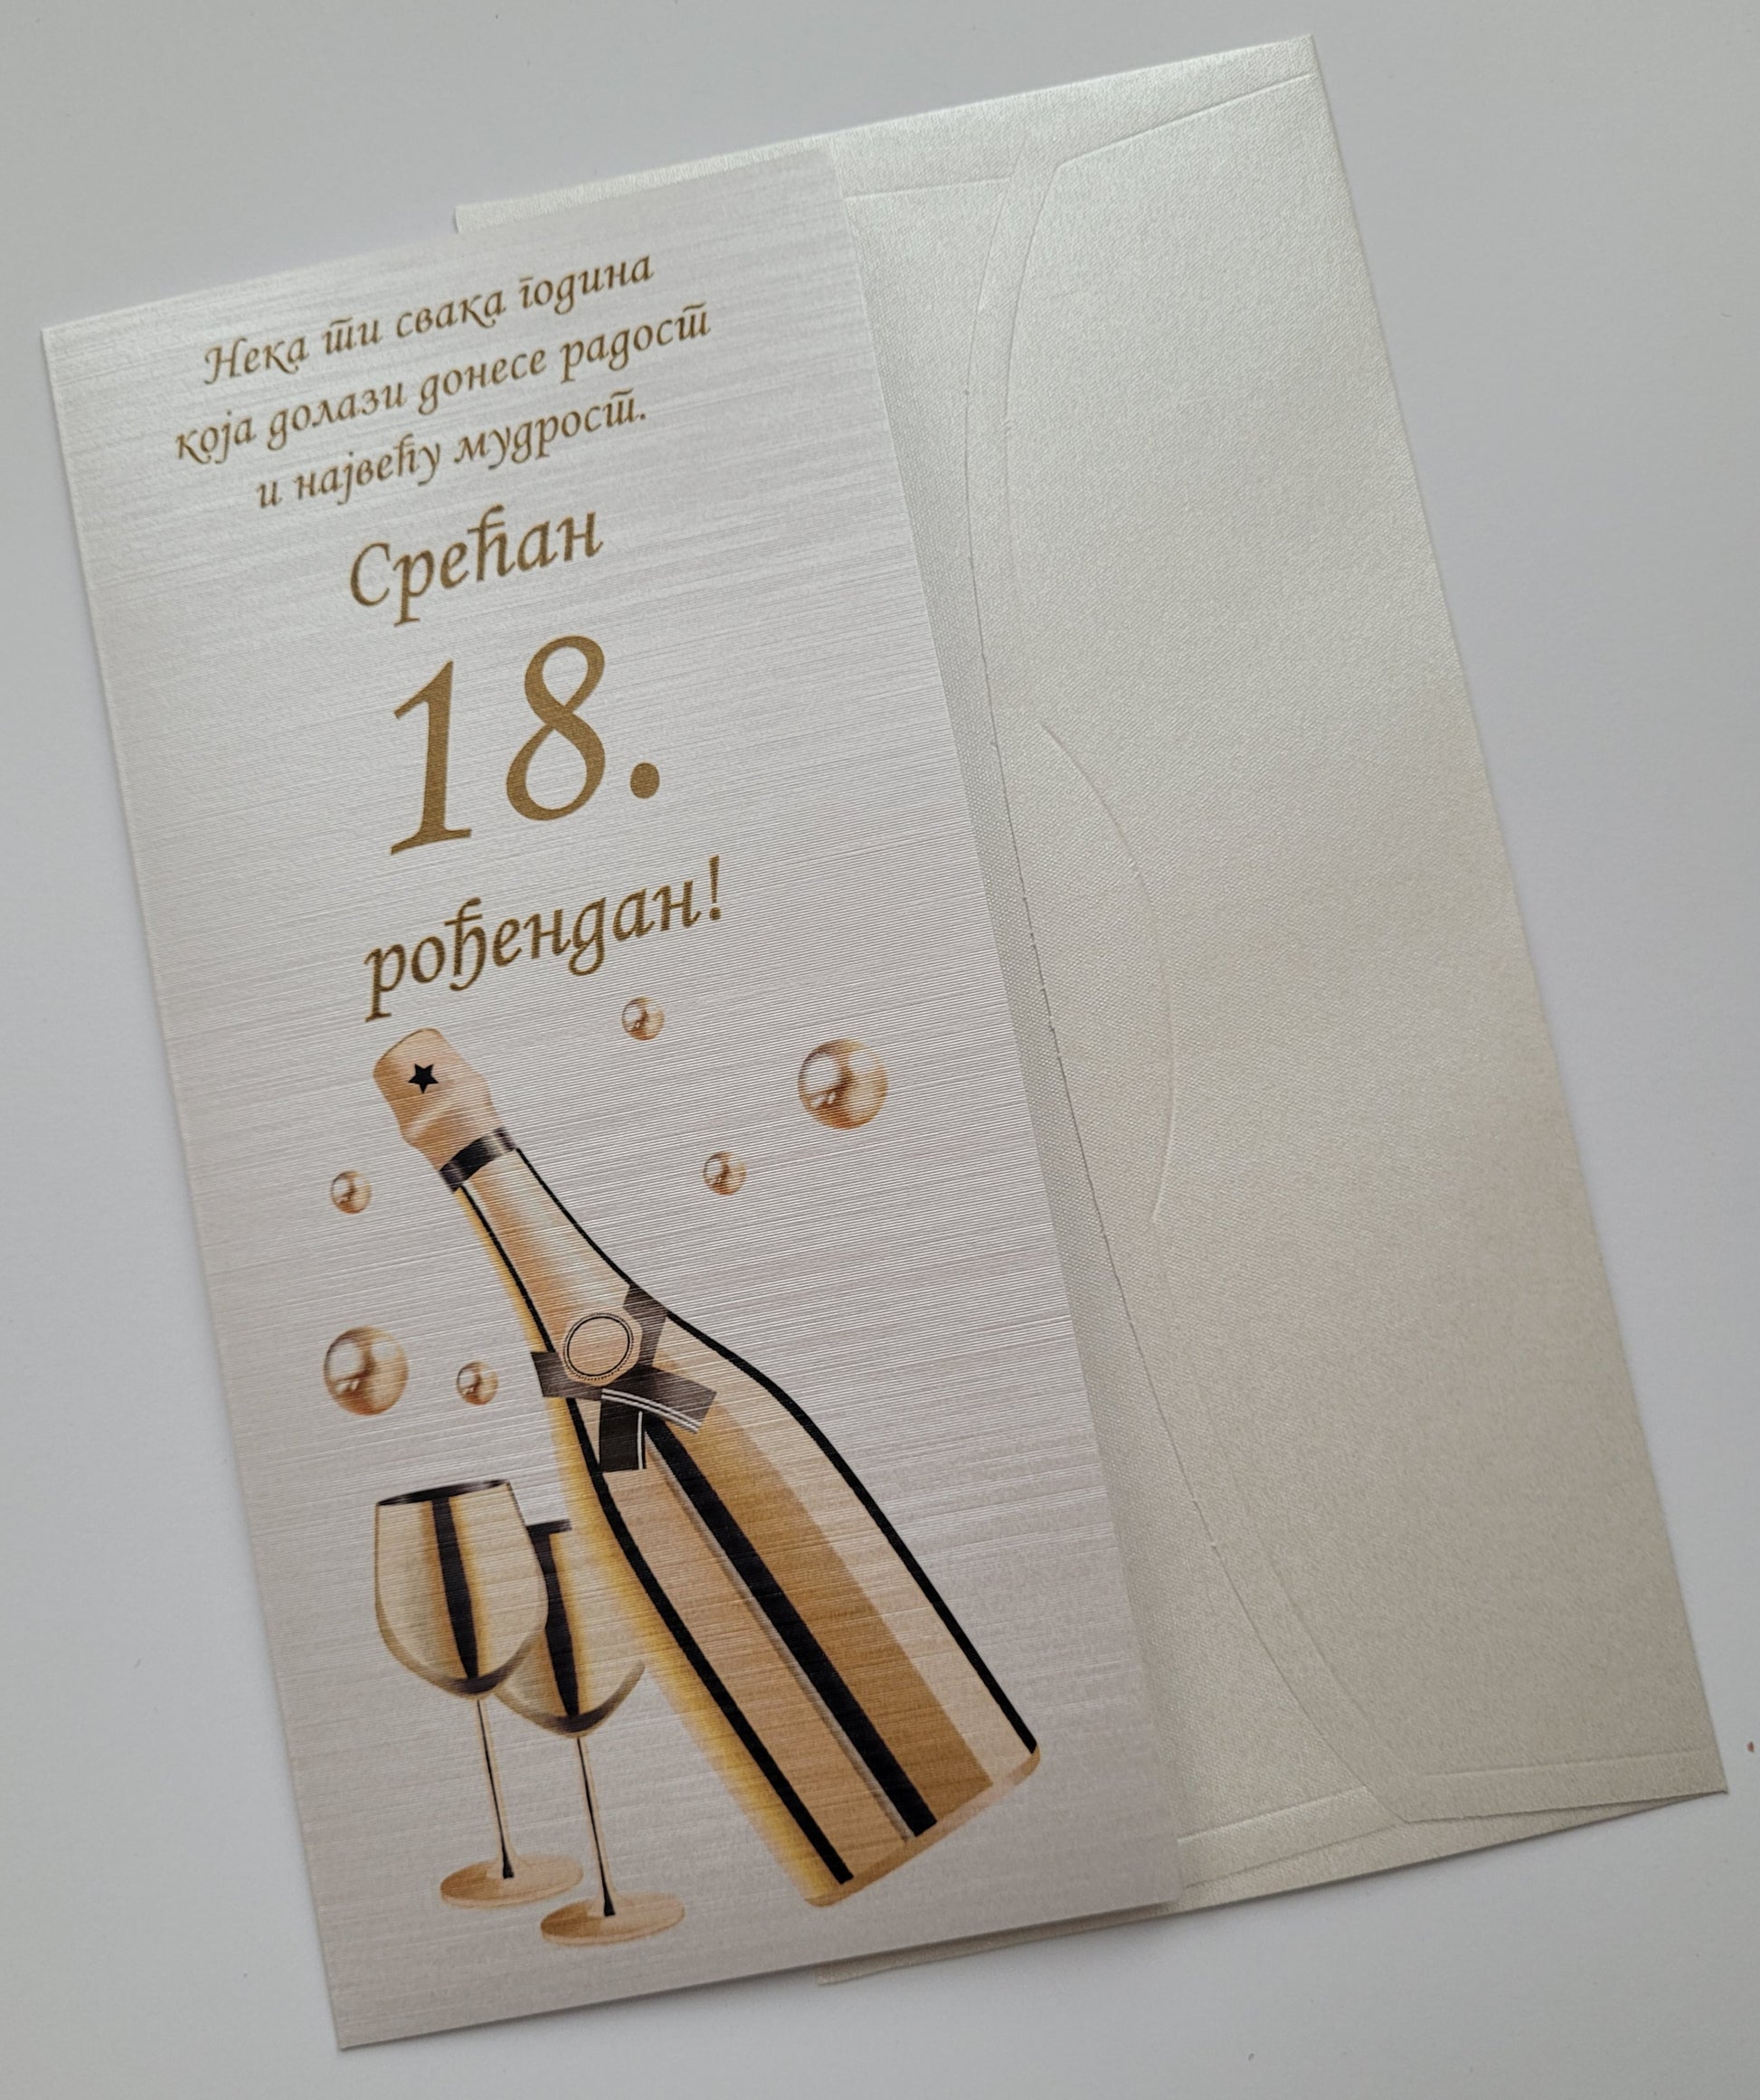 Нека ти свака година
која долази донесе радост
и највећу мудрост.
Срећан
18.
рођендан!